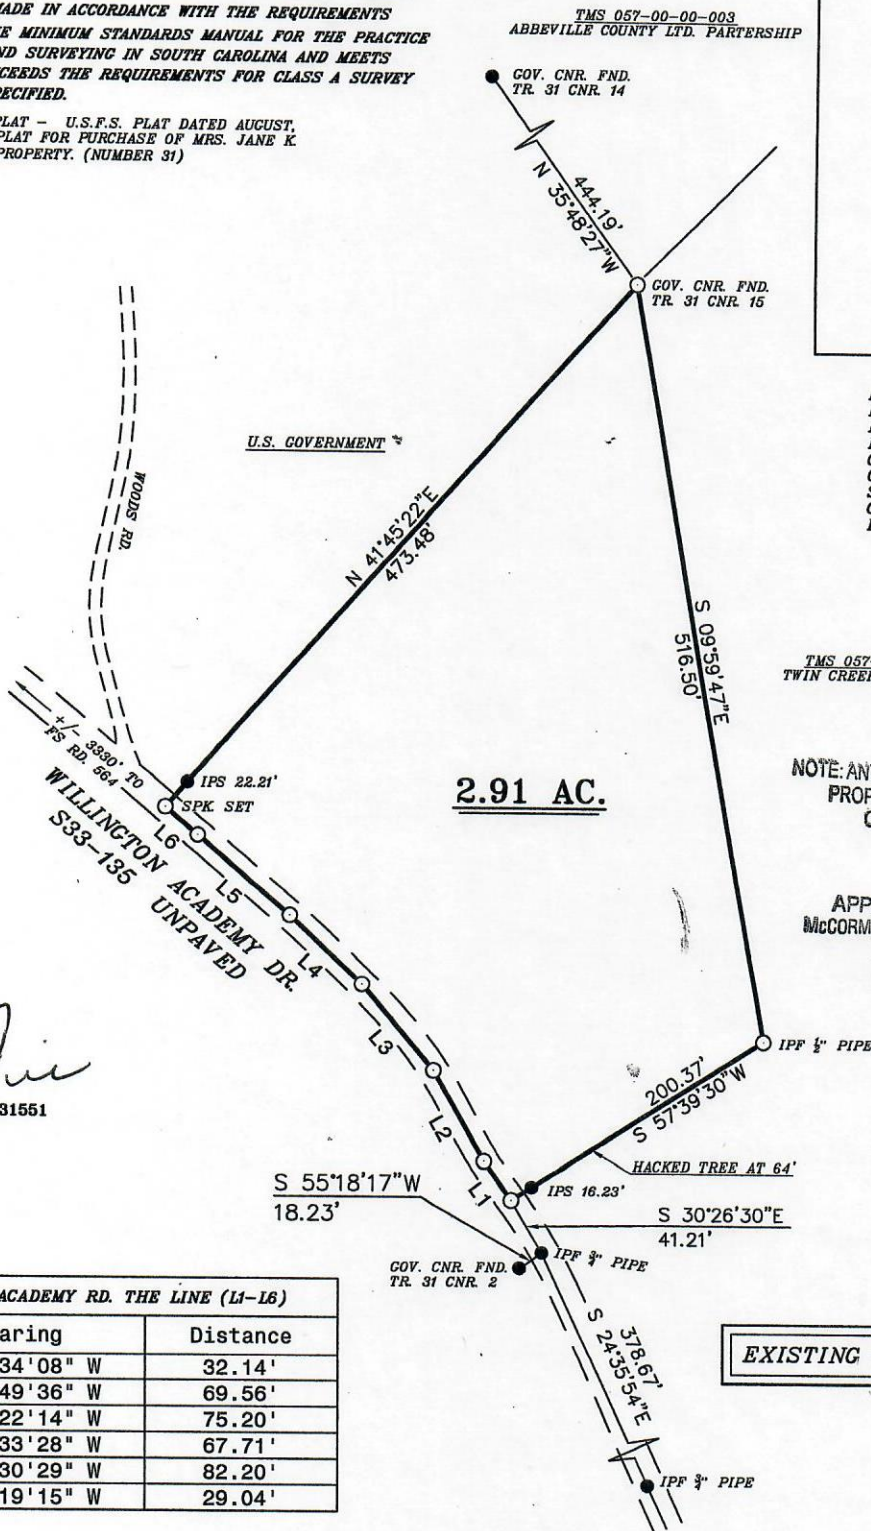 MADE IN ACCORDANCE WITH THE REQUIREMENTS
MINIMUM STANDARDS MANUAL FOR THE PRACTICE
SURVEYING IN SOUTH CAROLINA AND MEETS
THE REQUIREMENTS FOR CLASS A SURVEY
PLAT - U.S.F.S. PLAT DATED AUGUST,
PLAT FOR PURCHASE OF MRS. JANE K.
PROPERTY. (NUMBER 31)
TMS 057-00-00-003
ABBEVILLE COUNTY LTD. PARTERSHIP
GOV. CNR. FND.
TR. 31 CNR. 14
444.19'
N 35°48'27"W
GOV. CNR. FND.
TR. 31 CNR. 15
U.S. GOVERNMENT
WOODS RD.
N 41°45'22"E
473.48'
S 09°59'47"E
516.50'
TMS 057-
TWIN CREE
NOTE: AN
PROP
+/- 3330' TO
FS RD. 564
IPS 22.21'
SPK. SET
2.91 AC.
WILLINGTON ACADEMY DR.
S33-135
UNPAVED
L6
L5
L4
L3
L2
L1
APP
McCORM
IPF ½" PIPE
200.37'
S 57°39'30"W
HACKED TREE AT 64'
31551
S 55°18'17"W
18.23'
IPS 16.23'
S 30°26'30"E
41.21'
IPF ¾" PIPE
GOV. CNR. FND.
TR. 31 CNR. 2
378.67'
S 24°35'54"E
IPF ¾" PIPE
EXISTING
ACADEMY RD. THE LINE (L1-L6)
aring Distance
34'08" W 32.14'
49'36" W 69.56'
22'14" W 75.20'
33'28" W 67.71'
30'29" W 82.20'
19'15" W 29.04'